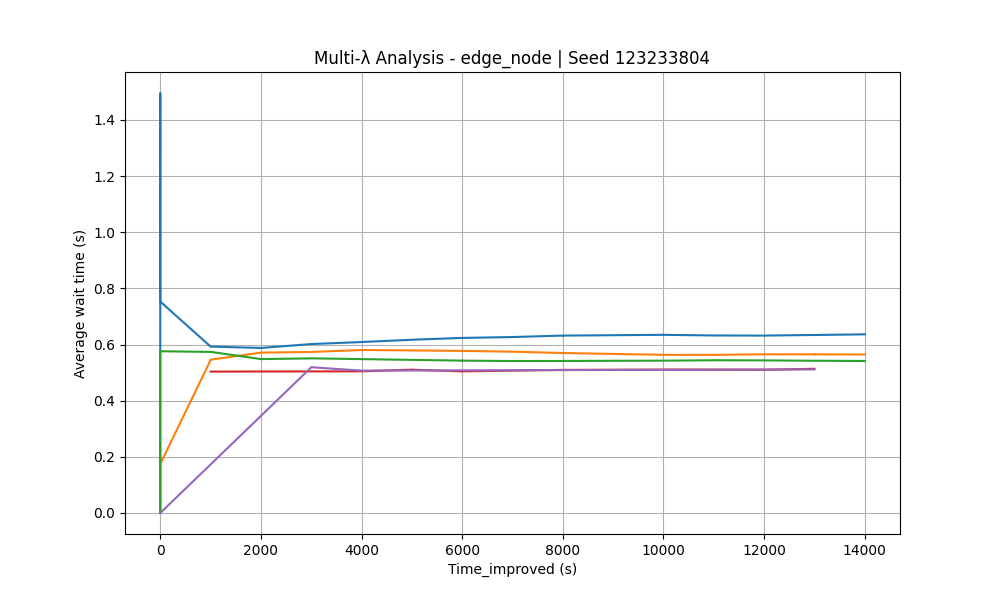 Multi-λ Analysis - edge_node | Seed 123233804
Average wait time (s)
1.4
1.2
1.0
0.8
0.6
0.4
0.2
0.0
0 2000 4000 6000 8000 10000 12000 14000
Time_improved (s)